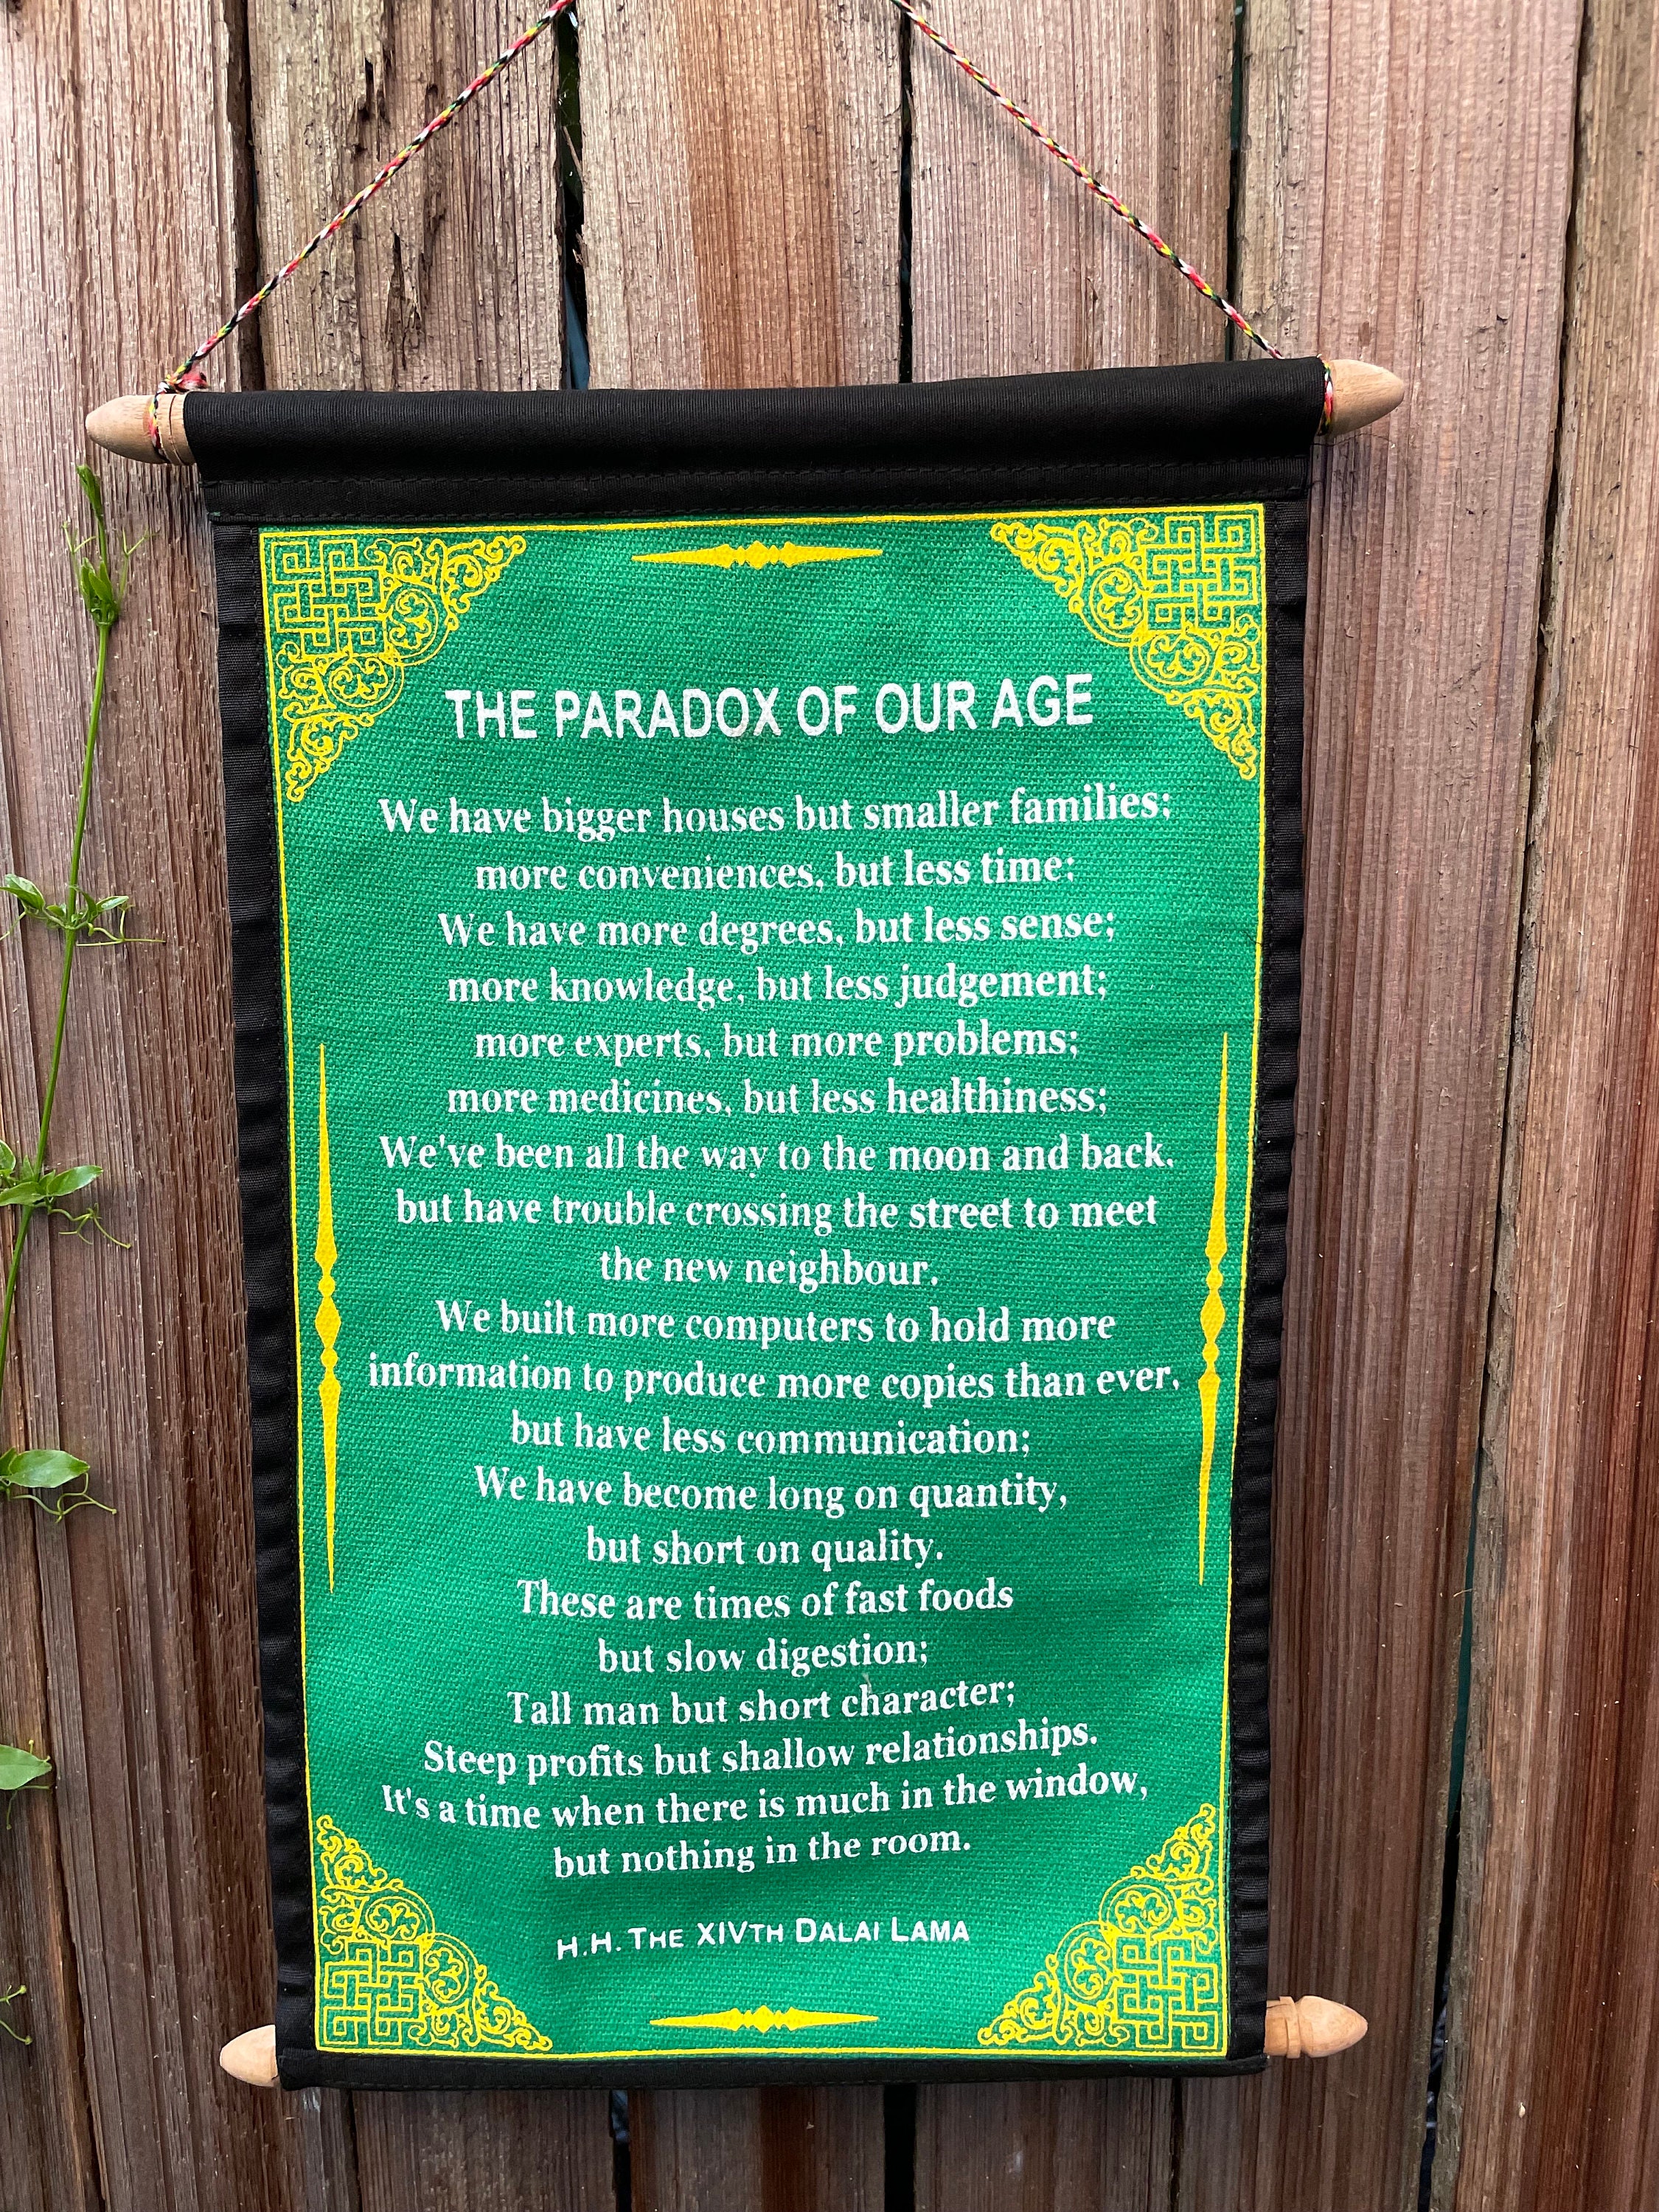 THE PARADOX OF OUR AGE
We have bigger houses but smaller families;
more conveniences, but less time;
We have more degrees, but less sense;
more knowledge, but less judgement;
more experts, but more problems;
more medicines, but less healthiness;
We've been all the way to the moon and back,
but have trouble crossing the street to meet
the new neighbour.
We built more computers to hold more
information to produce more copies than ever,
but have less communication;
We have become long on quantity,
but short on quality.
These are times of fast foods
but slow digestion;
Tall man but short character;
Steep profits but shallow relationships.
It's a time when there is much in the window,
but nothing in the room.
H.H. THE XIVTH DALAI LAMA